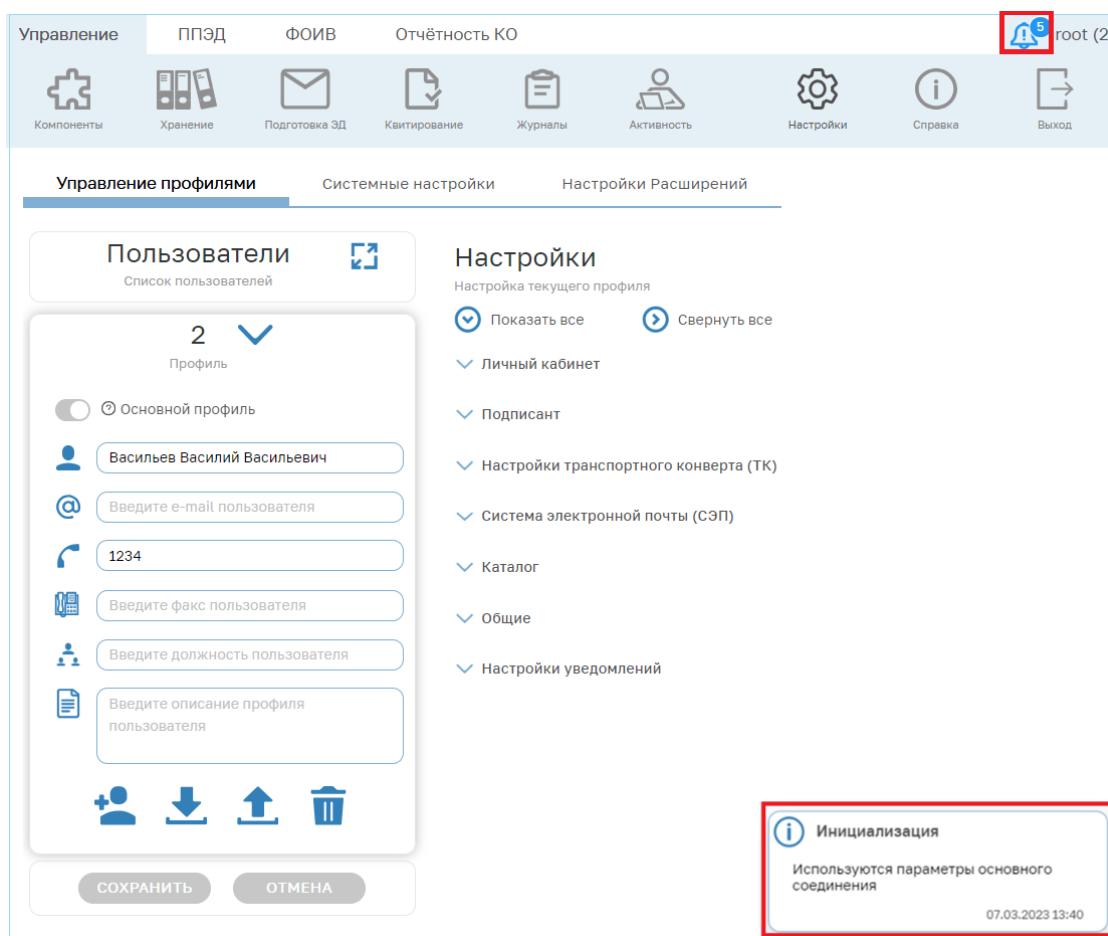 Управление ППЭД ФОИВ Отчётность КО 5 root (2
Компоненты Хранение Подготовка ЭД Квитирование Журналы Активность Настройки Справка Выход
Управление профилями Системные настройки Настройки Расширений
Пользователи
Список пользователей
2
Профиль
Основной профиль
Васильев Василий Васильевич
Введите e-mail пользователя
1234
Введите факс пользователя
Введите должность пользователя
Введите описание профиля
пользователя
СОХРАНИТЬ ОТМЕНА
Настройки
Настройка текущего профиля
Показать все Свернуть все
Личный кабинет
Подписант
Настройки транспортного конверта (ТК)
Система электронной почты (СЭП)
Каталог
Общие
Настройки уведомлений
Инициализация
Используются параметры основного
соединения
07.03.2023 13:40